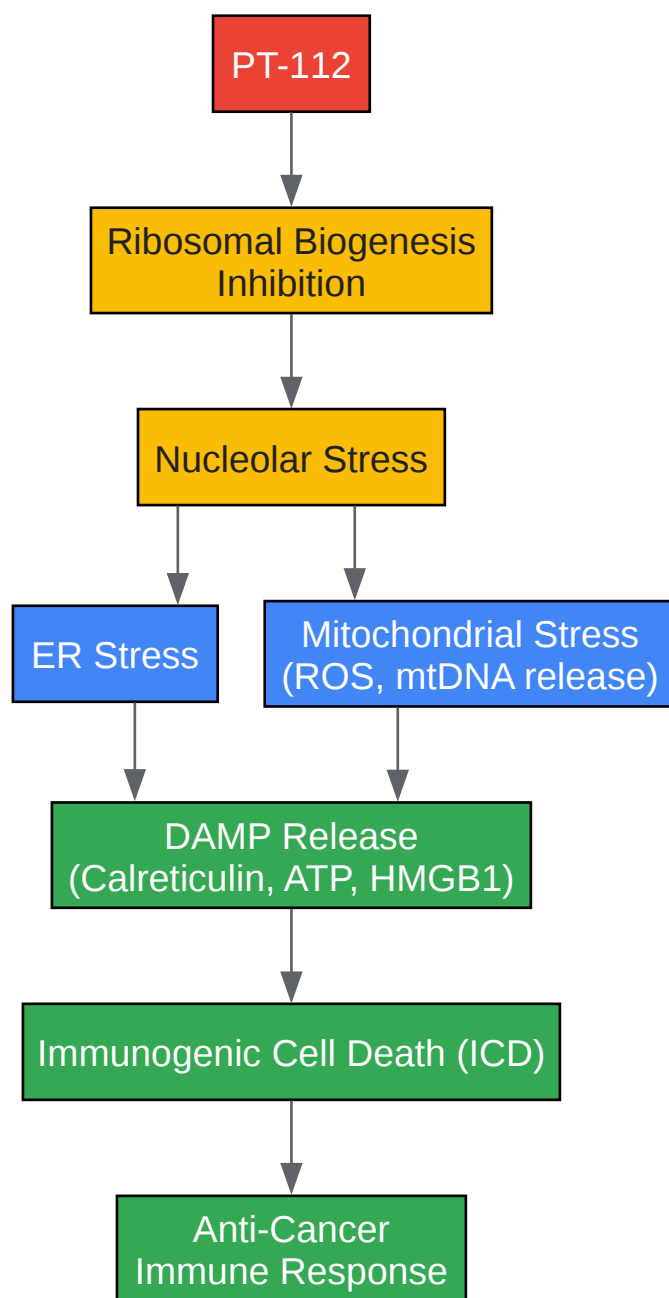 PT-112
Ribosomal Biogenesis
Inhibition
Nucleolar Stress
ER Stress
Mitochondrial Stress
(ROS, mtDNA release)
DAMP Release
(Calreticulin, ATP, HMGB1)
Immunogenic Cell Death (ICD)
Anti-Cancer
Immune Response